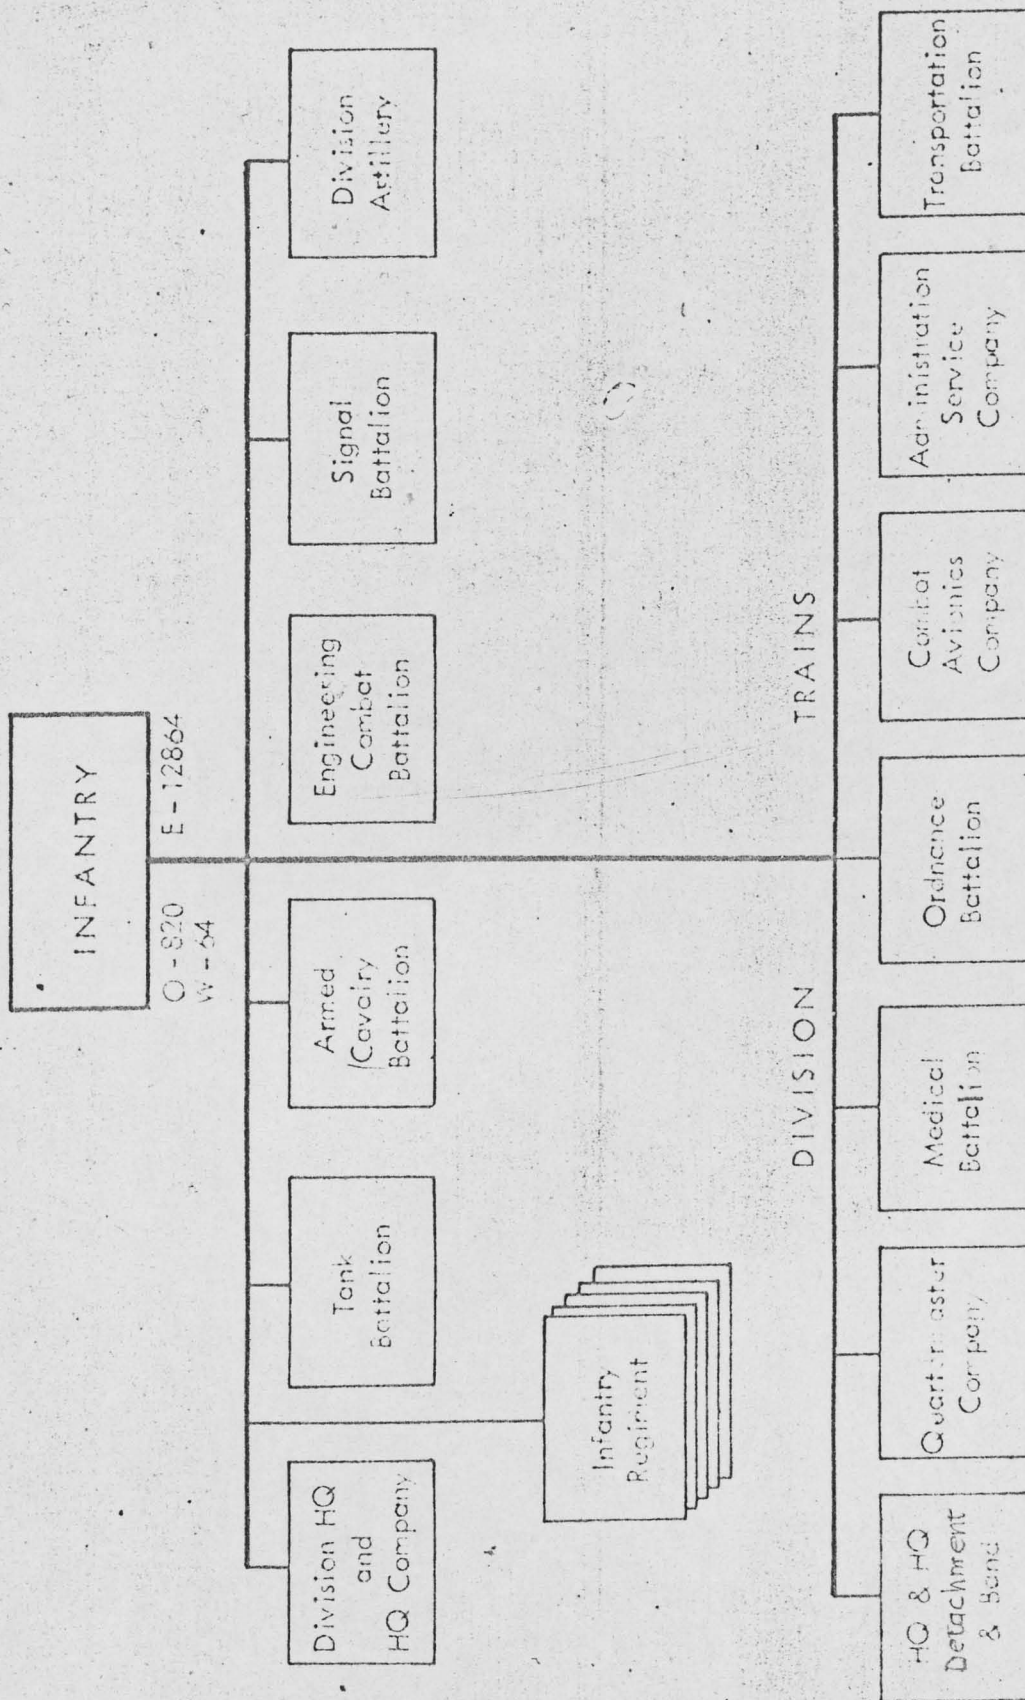 INFANTRY
O - 820 E - 12864
W - 64
Division HQ
and
HQ Company
Tank
Battalion
Armed
/Cavalry
Battalion
Engineering
Combat
Battalion
Signal
Battalion
Division
Artillery
Infantry
Regiment
DIVISION TRAINS
HQ & HQ
Detachment
& Band
Quartermaster
Company
Medical
Battalion
Ordnance
Battalion
Combat
Avionics
Company
Administration
Service
Company
Transportation
Battalion